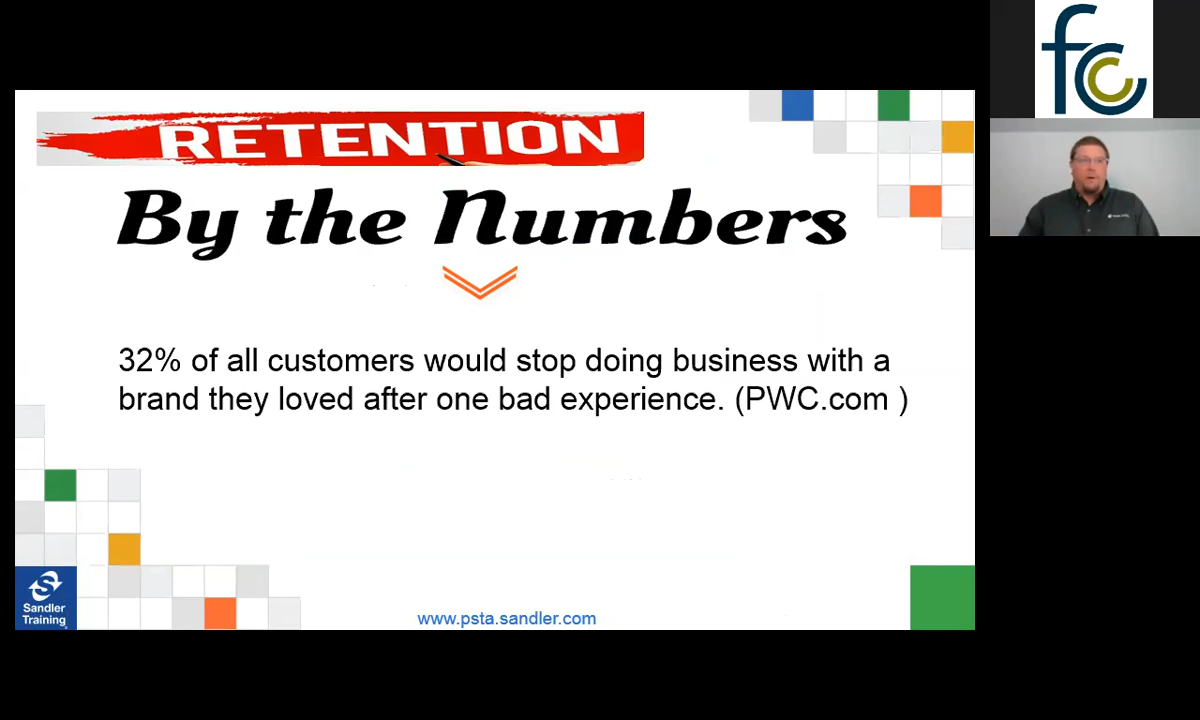 RETENTION
By the Numbers
32% of all customers would stop doing business with a
brand they loved after one bad experience. (PWC.com )
Sandler
Training
www.psta.sandler.com
fcc